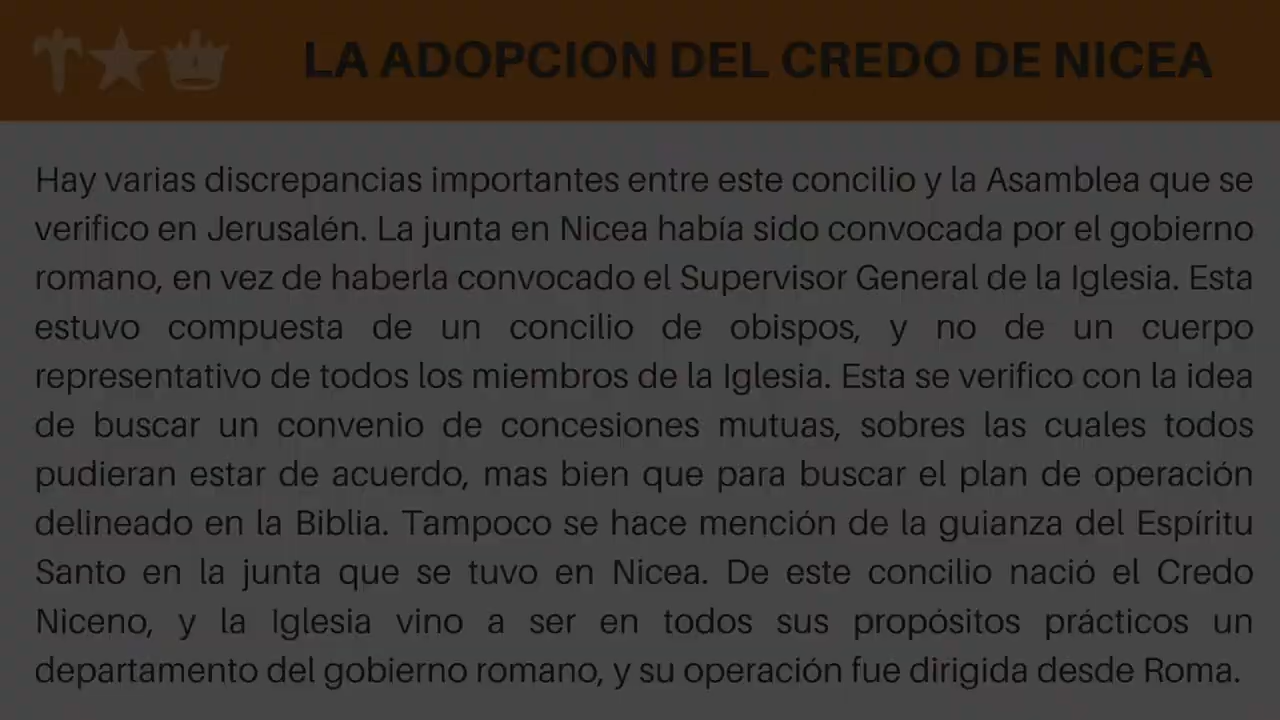 LA ADOPCION DEL CREDO DE NICEA
Hay varias discrepancias importantes entre este concilio y la Asamblea que se
verifico en Jerusalén. La junta en Nicea había sido convocada por el gobierno
romano, en vez de haberla convocado el Supervisor General de la Iglesia. Esta
estuvo compuesta de un concilio de obispos, y no de un cuerpo
representativo de todos los miembros de la Iglesia. Esta se verifico con la idea
de buscar un convenio de concesiones mutuas, sobres las cuales todos
pudieran estar de acuerdo, mas bien que para buscar el plan de operación
delineado en la Biblia. Tampoco se hace mención de la guianza del Espíritu
Santo en la junta que se tuvo en Nicea. De este concilio nació el Credo
Niceno, y la Iglesia vino a ser en todos sus propósitos prácticos un
departamento del gobierno romano, y su operación fue dirigida desde Roma.